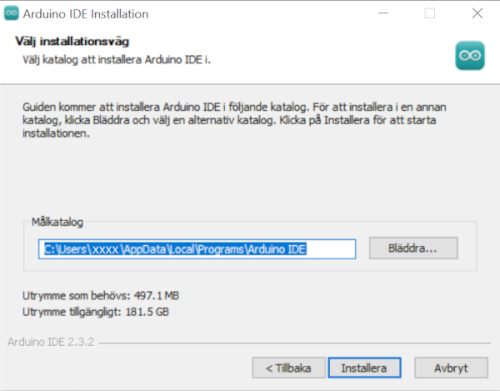 Arduino IDE Installation
Välj installationsväg
Välj katalog att installera Arduino IDE i.
Guiden kommer att installera Arduino IDE i följande katalog. För att installera i en annan
katalog, klicka Bläddra och välj en alternativ katalog. Klicka på Installera för att starta
installationen.
Målkatalog
C:\Users\xxxx\AppData\Local\Programs\Arduino IDE
Bläddra...
Utrymme som behövs: 497.1 MB
Utrymme tillgängligt: 181.5 GB
Arduino IDE 2.3.2
< Tillbaka
Installera
Avbryt